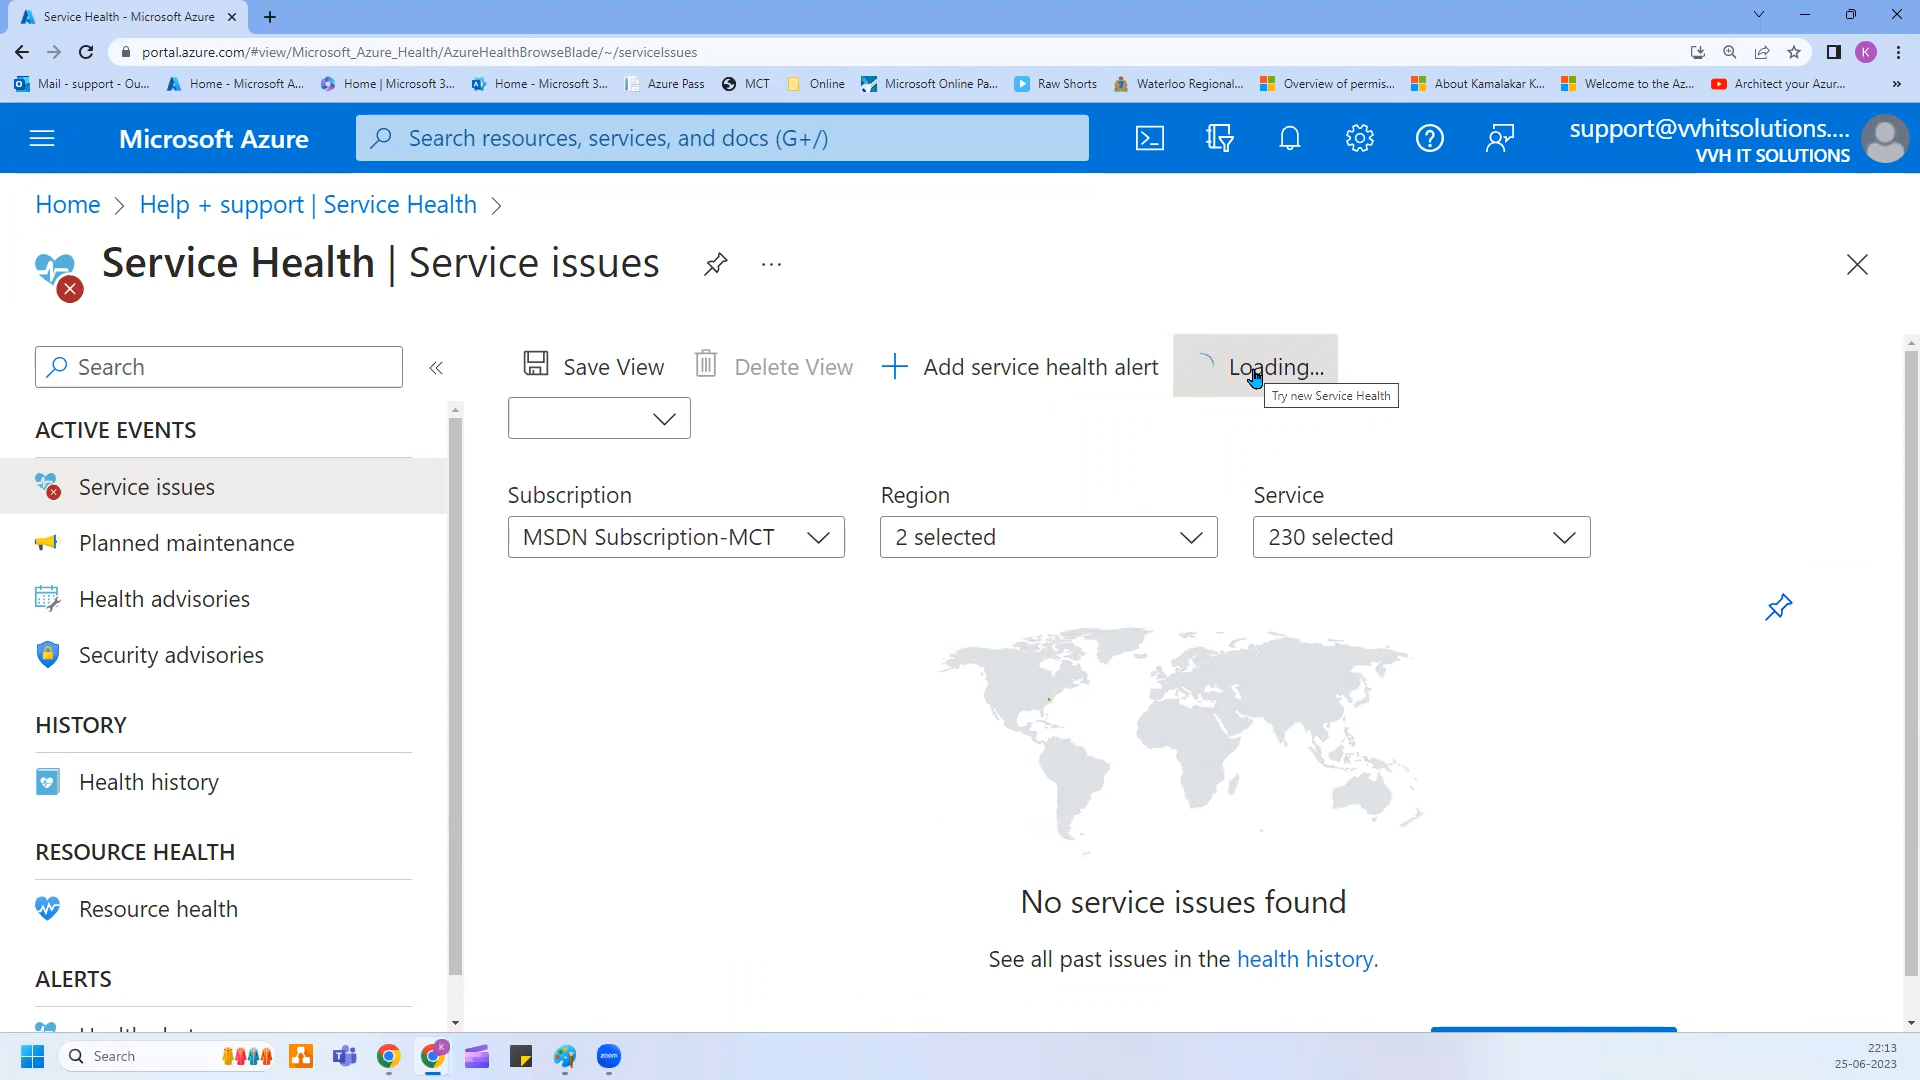 Service Health - Microsoft Azure
portal.azure.com/#view/Microsoft_Azure_Health/AzureHealthBrowseBlade/~/serviceIssues
K
Mail - support - Ou... Home - Microsoft A... Home | Microsoft 3... Home - Microsoft 3... Azure Pass MCT Online Microsoft Online Pa... Raw Shorts Waterloo Regional... Overview of permis... About Kamalakar K... Welcome to the Az... Architect your Azur... »
Microsoft Azure
Search resources, services, and docs (G+/)
support@vvhitsolutions....
VVH IT SOLUTIONS
Home > Help + support | Service Health >
Service Health | Service issues
Search
Save View Delete View Add service health alert Loading...
Try new Service Health
ACTIVE EVENTS
Service issues
Planned maintenance
Health advisories
Security advisories
HISTORY
Health history
RESOURCE HEALTH
Resource health
ALERTS
Subscription Region Service
MSDN Subscription-MCT 2 selected 230 selected
No service issues found
See all past issues in the health history.
Search
K
zoom
22:13
25-06-2023